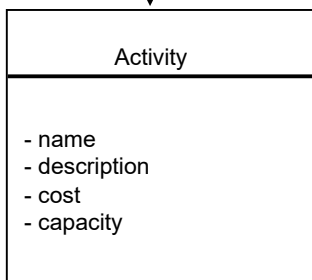 Activity
- name
- description
- cost
- capacity